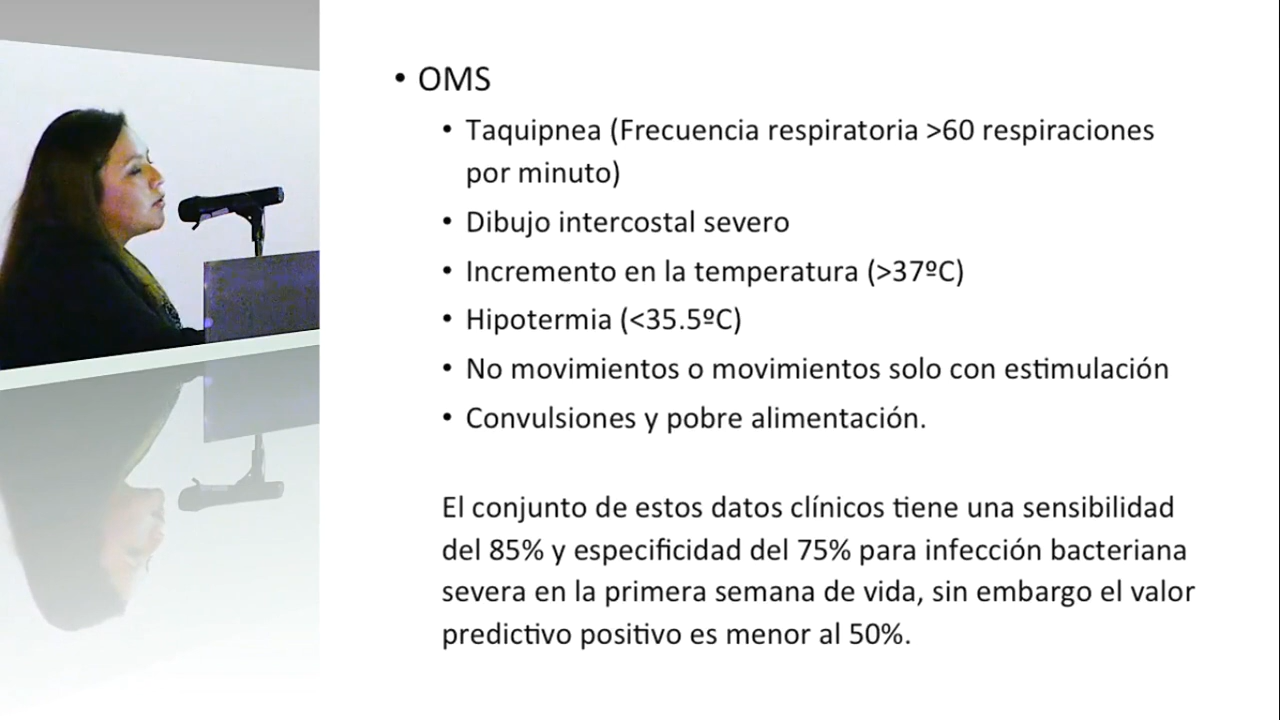 • OMS
• Taquipnea (Frecuencia respiratoria >60 respiraciones
por minuto)
• Dibujo intercostal severo
• Incremento en la temperatura (>37ºC)
• Hipotermia (<35.5ºC)
• No movimientos o movimientos solo con estimulación
• Convulsiones y pobre alimentación.
El conjunto de estos datos clínicos tiene una sensibilidad
del 85% y especificidad del 75% para infección bacteriana
severa en la primera semana de vida, sin embargo el valor
predictivo positivo es menor al 50%.